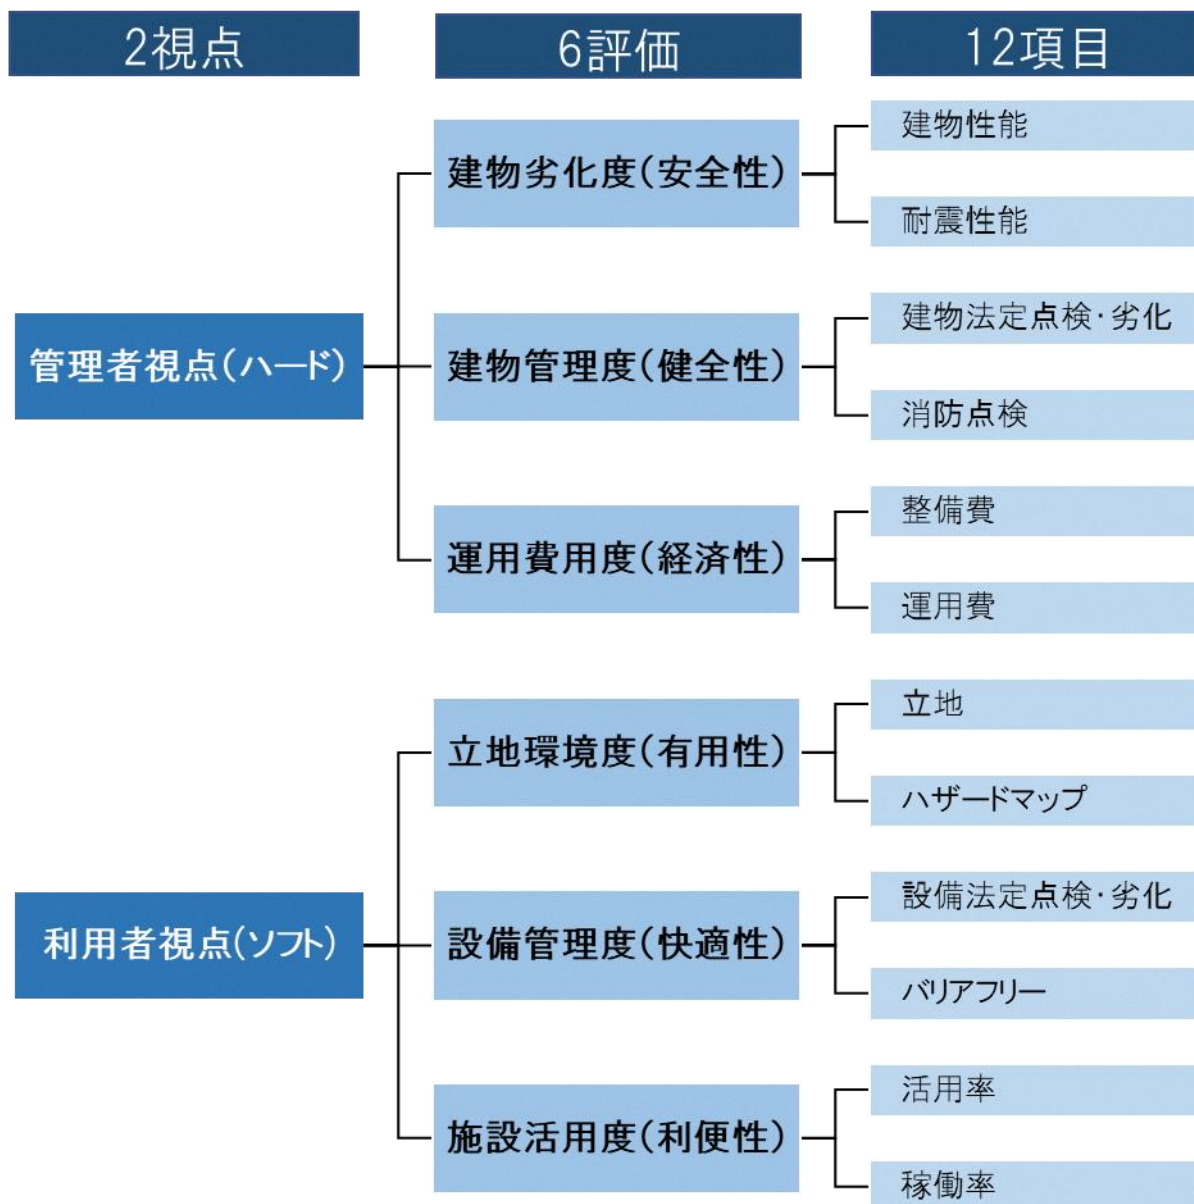 2視点
6評価
12項目
管理者視点(ハード)
建物劣化度(安全性)
建物性能
耐震性能
建物管理度(健全性)
建物法定点検・劣化
消防点検
運用費用度(経済性)
整備費
運用費
利用者視点(ソフト)
立地環境度(有用性)
立地
ハザードマップ
設備管理度(快適性)
設備法定点検・劣化
バリアフリー
施設活用度(利便性)
活用率
稼働率